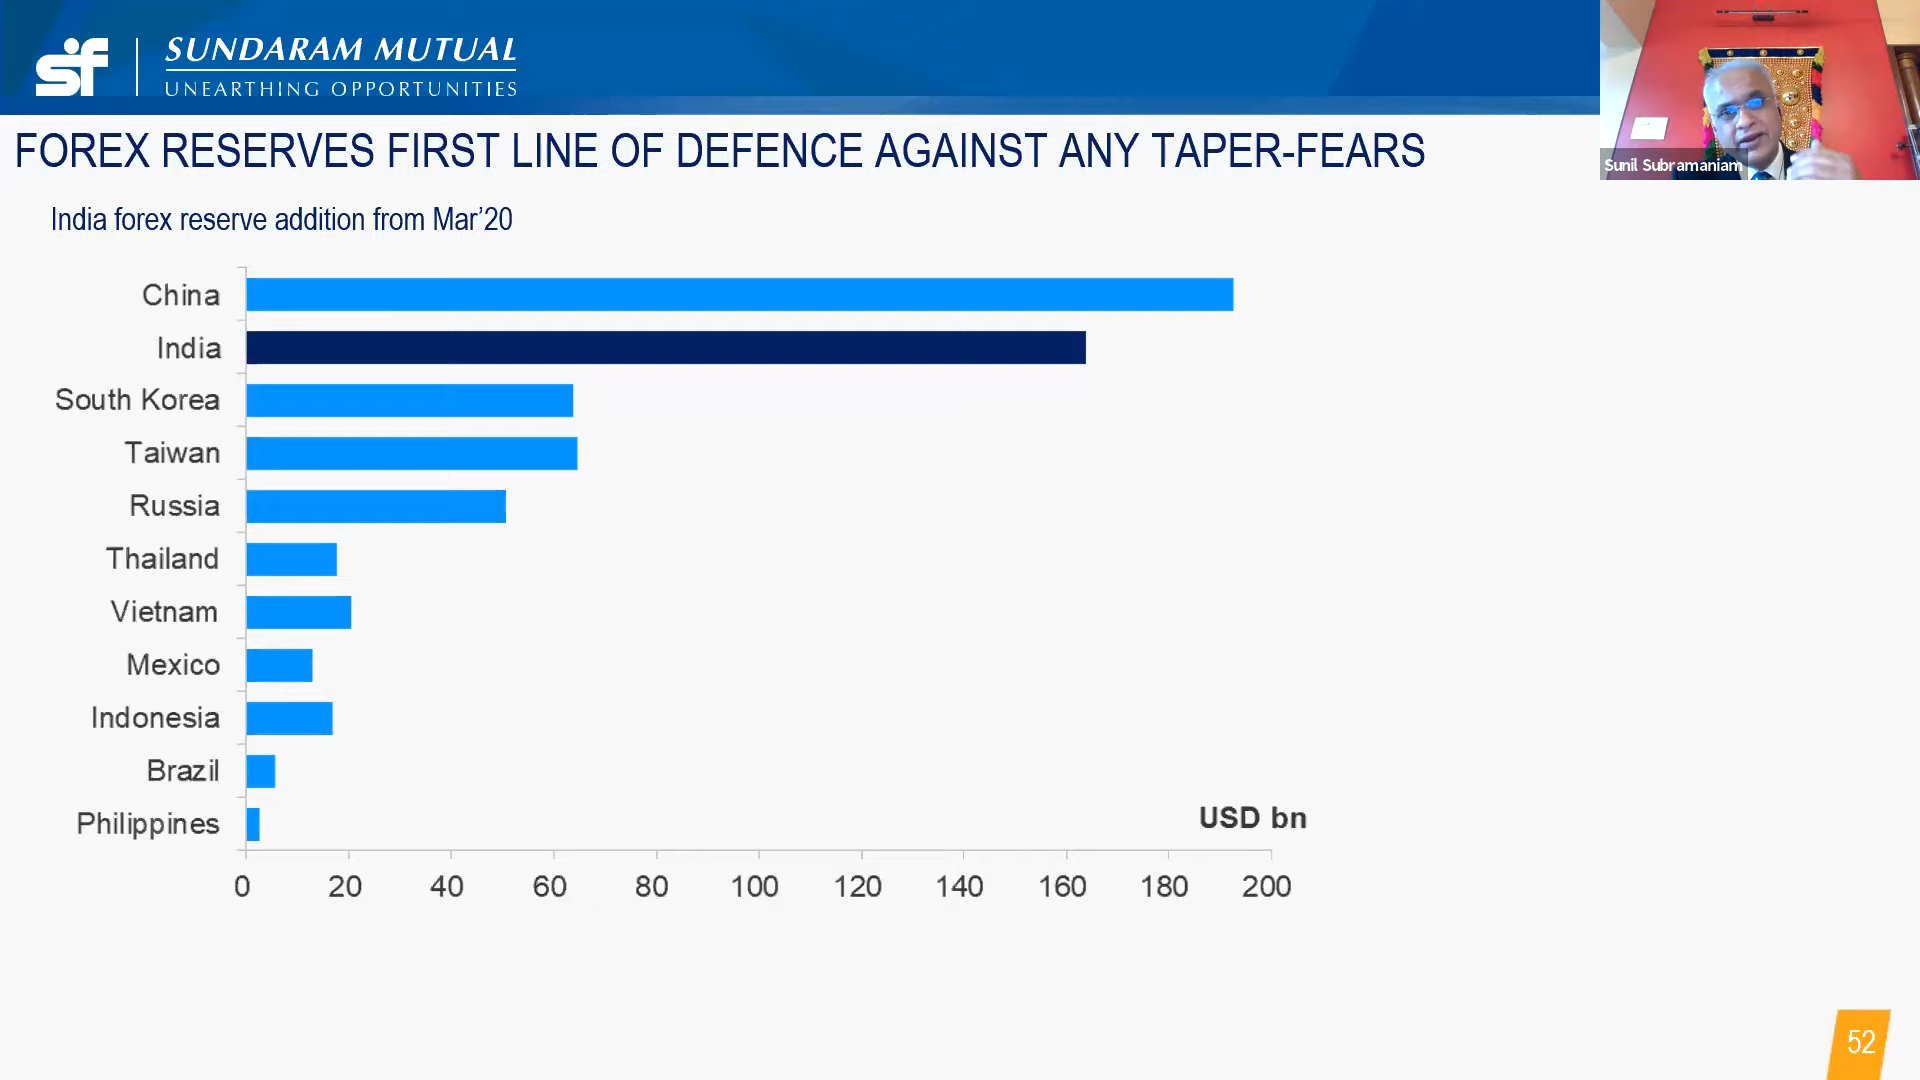 sf
SUNDARAM MUTUAL
UNEARTHING OPPORTUNITIES
Sunil Subramaniam
FOREX RESERVES FIRST LINE OF DEFENCE AGAINST ANY TAPER-FEARS
India forex reserve addition from Mar’20
China
India
South Korea
Taiwan
Russia
Thailand
Vietnam
Mexico
Indonesia
Brazil
Philippines
USD bn
0 20 40 60 80 100 120 140 160 180 200
52